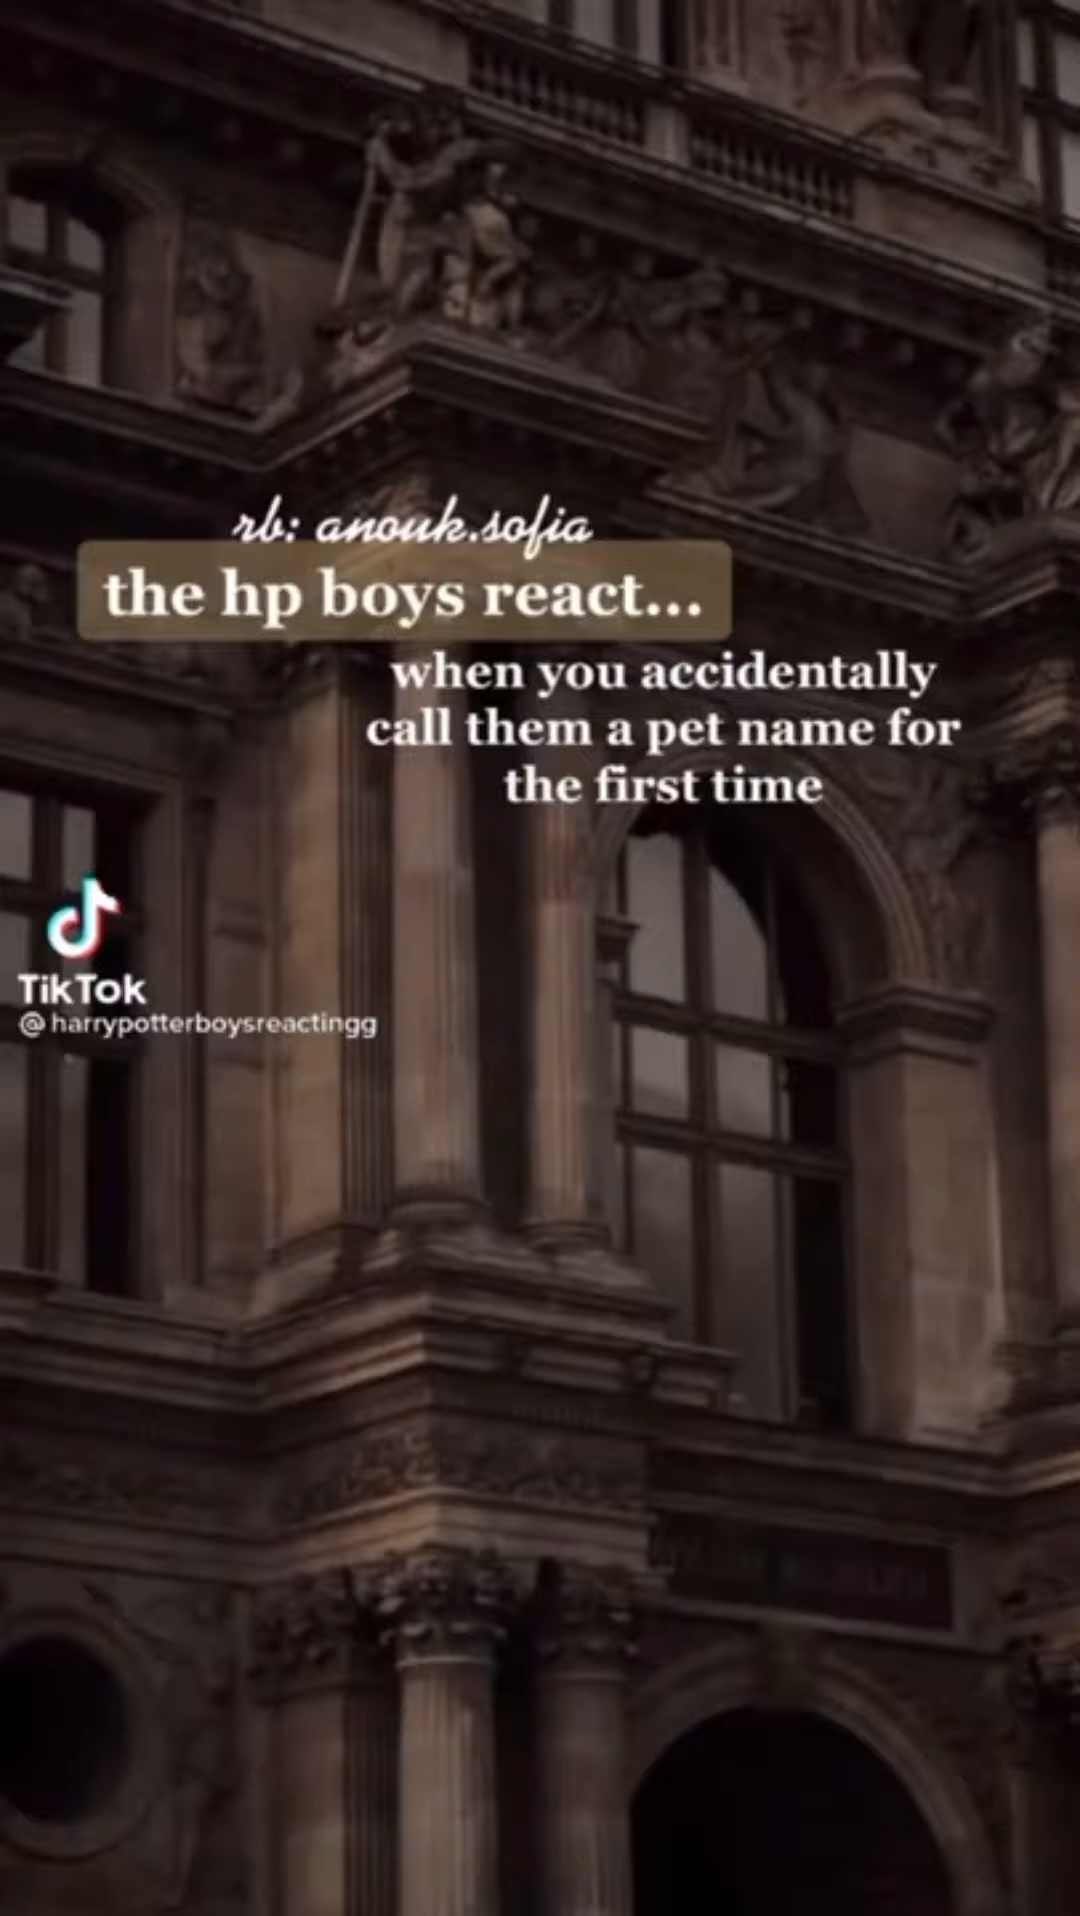 rb: anouk.sofia
the hp boys react...
when you accidentally
call them a pet name for
the first time
TikTok
@harrypotterboysreactingg